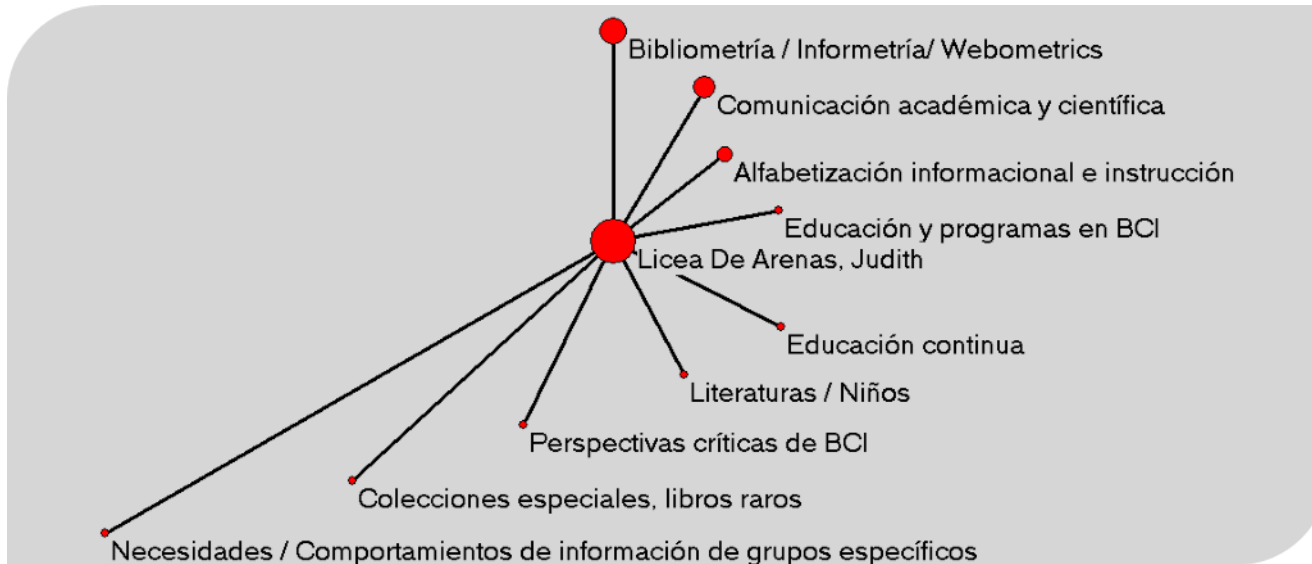 Bibliometría / Informetría/ Webometrics
Comunicación académica y científica
Alfabetización informacional e instrucción
Educación y programas en BCI
Licea De Arenas, Judith
Educación continua
Literaturas / Niños
Perspectivas críticas de BCI
Colecciones especiales, libros raros
Necesidades / Comportamientos de información de grupos específicos